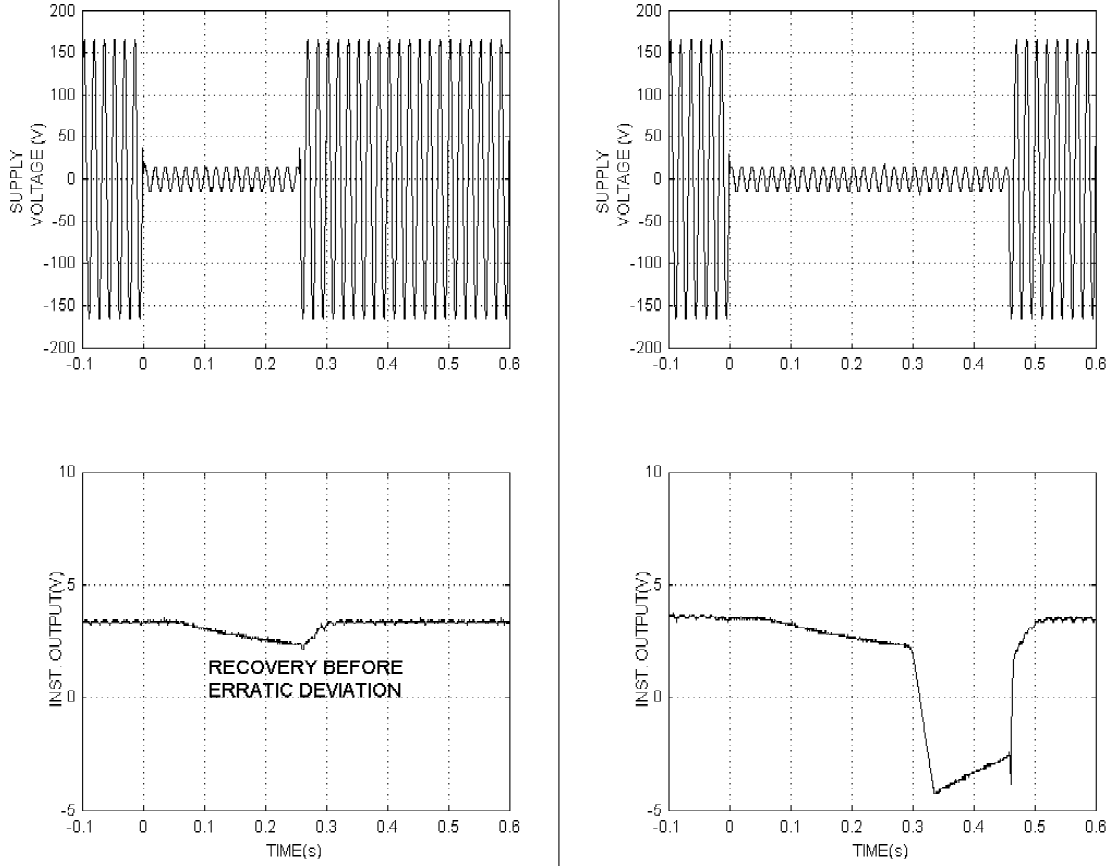 200
150
100
50
0
-50
-100
-150
-200
SUPPLY
VOLTAGE (V)
-0.1 0 0.1 0.2 0.3 0.4 0.5 0.6
200
150
100
50
0
-50
-100
-150
-200
SUPPLY
VOLTAGE (V)
-0.1 0 0.1 0.2 0.3 0.4 0.5 0.6
10
5
0
-5
INST. OUTPUT(V)
RECOVERY BEFORE
ERRATIC DEVIATION
-0.1 0 0.1 0.2 0.3 0.4 0.5 0.6
TIME(s)
10
5
0
-5
INST. OUTPUT(V)
-0.1 0 0.1 0.2 0.3 0.4 0.5 0.6
TIME(s)